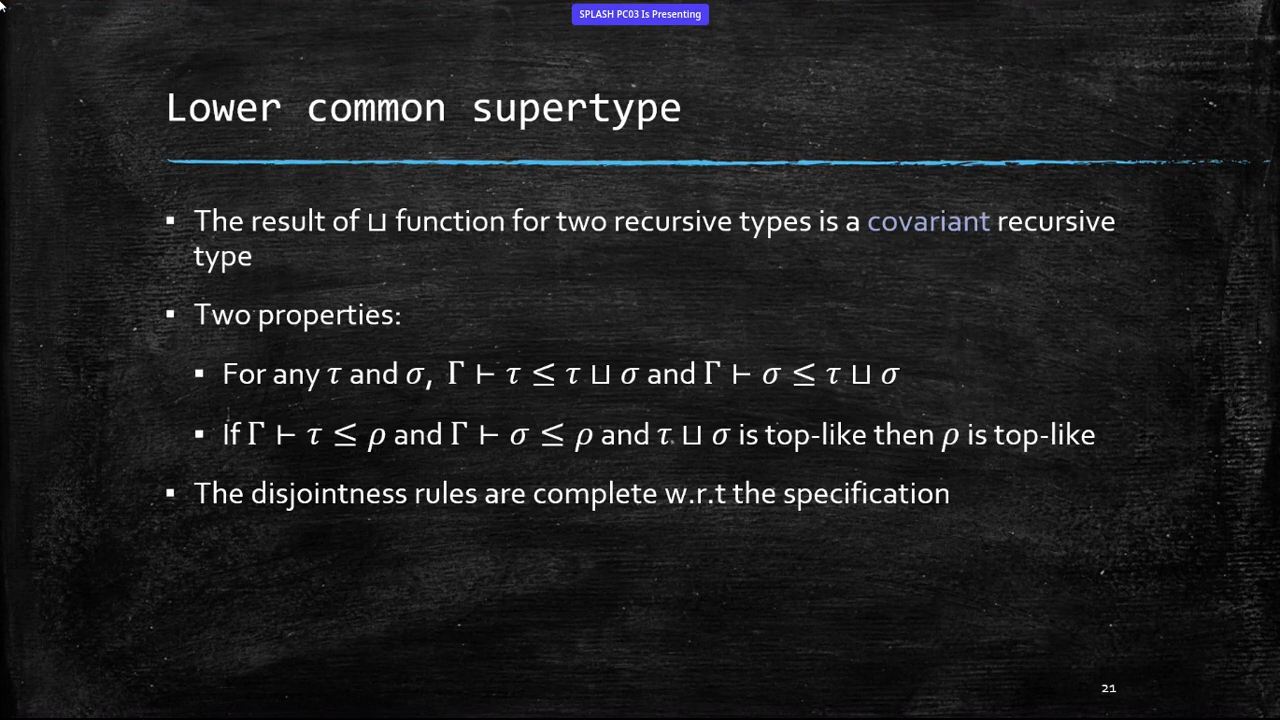 SPLASH PC03 Is Presenting
Lower common supertype
▪ The result of ⊔ function for two recursive types is a covariant recursive
type
▪ Two properties:
▪ For any τ and σ, Γ ⊢ τ ≤ τ ⊔ σ and Γ ⊢ σ ≤ τ ⊔ σ
▪ If Γ ⊢ τ ≤ ρ and Γ ⊢ σ ≤ ρ and τ ⊔ σ is top-like then ρ is top-like
▪ The disjointness rules are complete w.r.t the specification
21